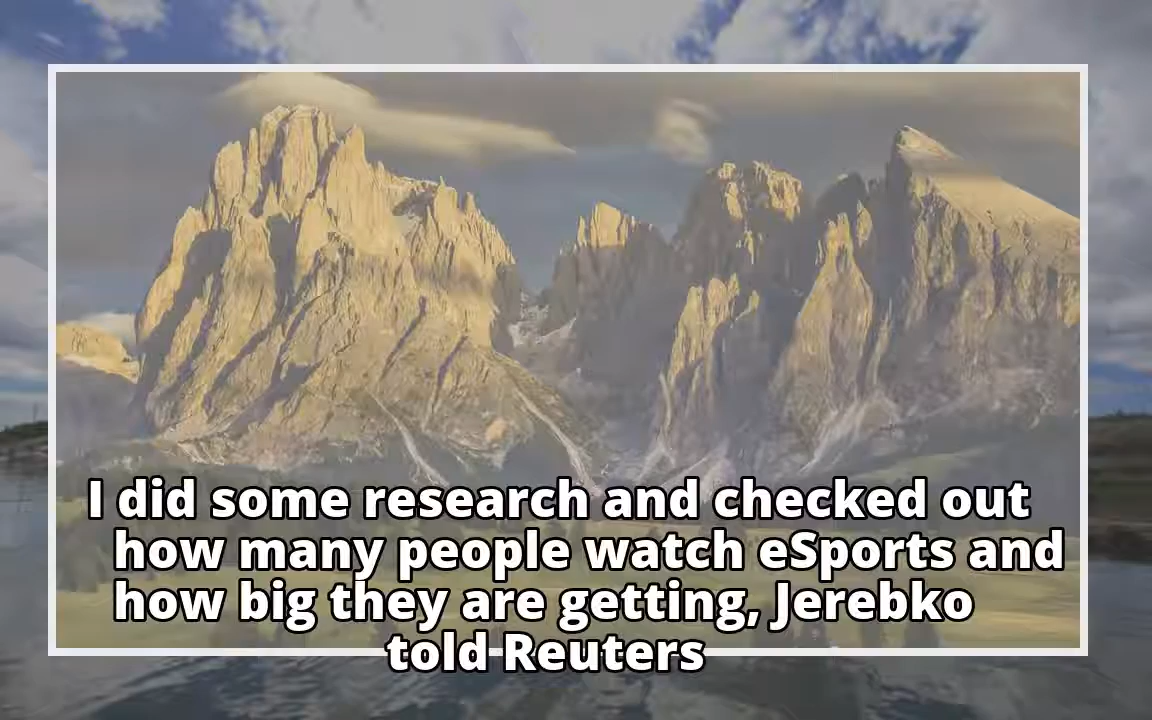 I did some research and checked out
how many people watch eSports and
how big they are getting, Jerebko
told Reuters